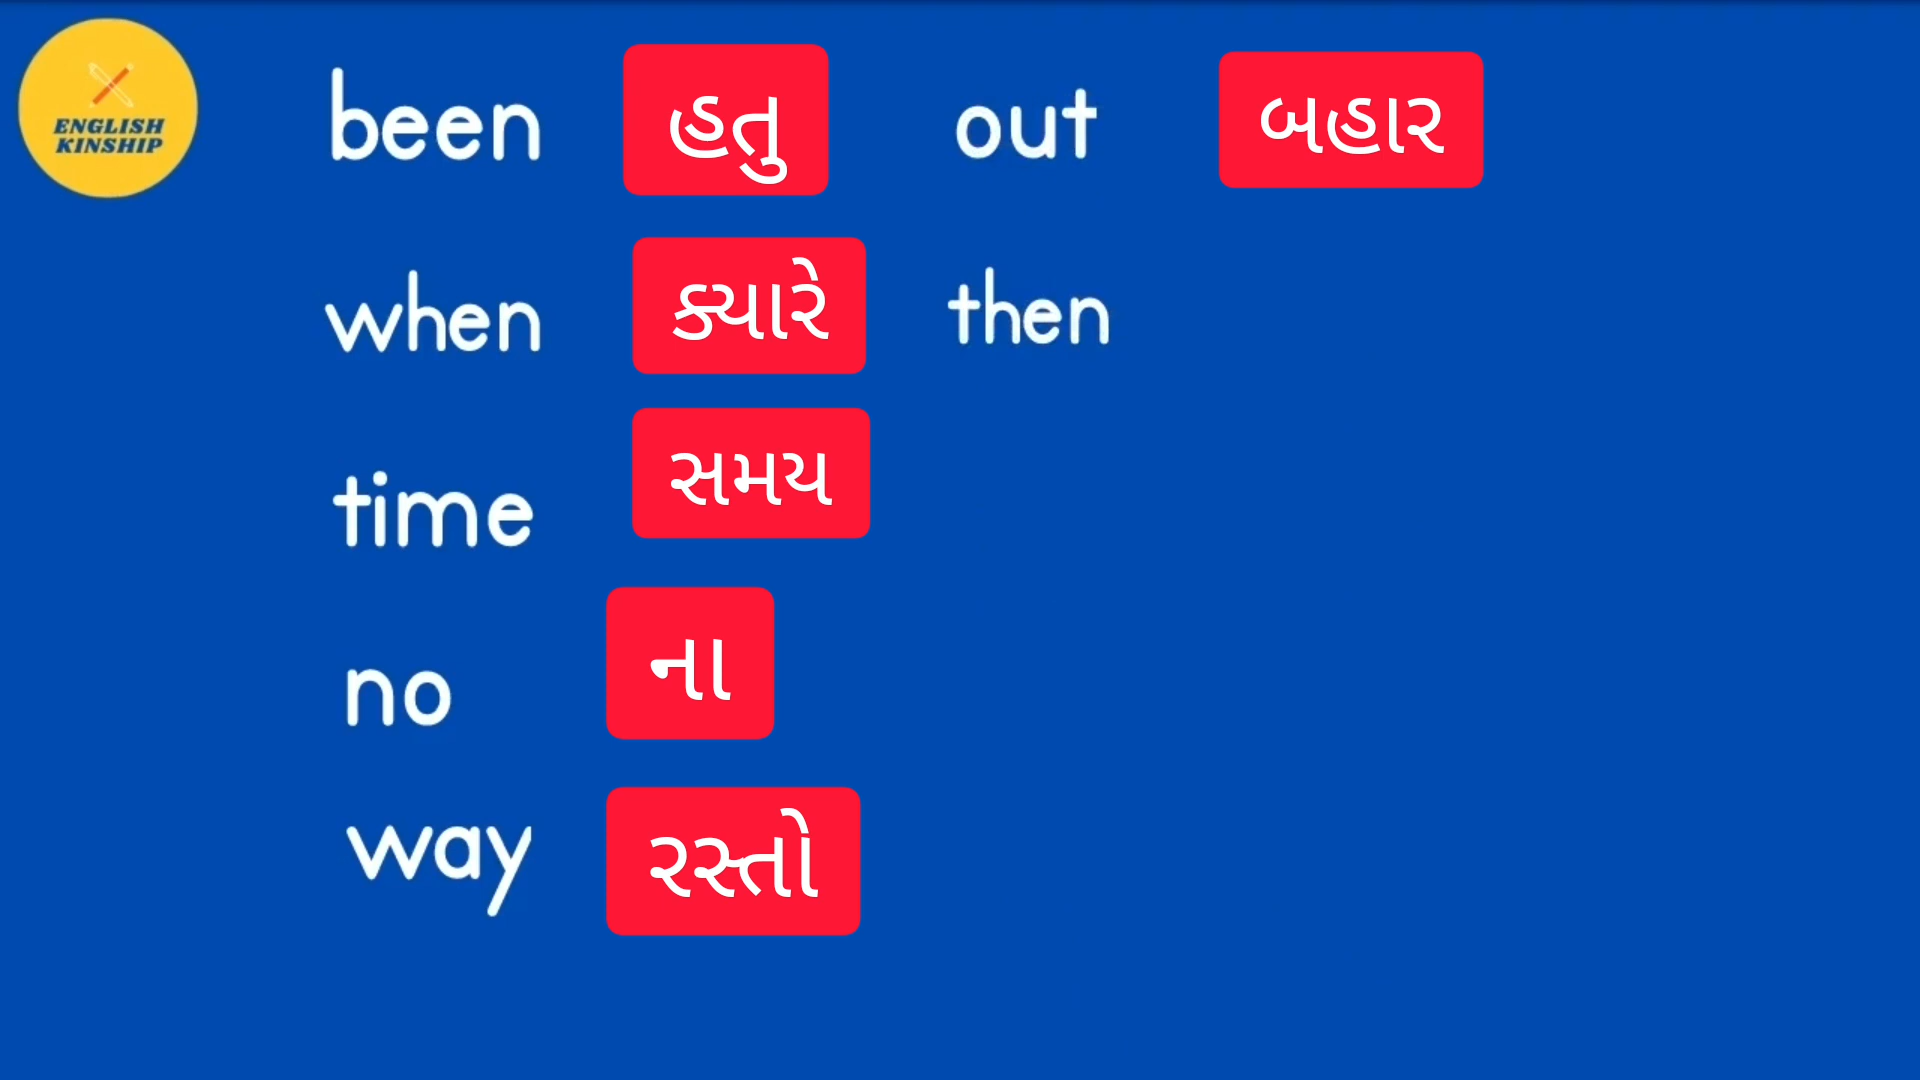 ENGLISH
KINSHIP
been હતુ out બહાર
when ક્યારે then
time સમય
no ના
way રસ્તો